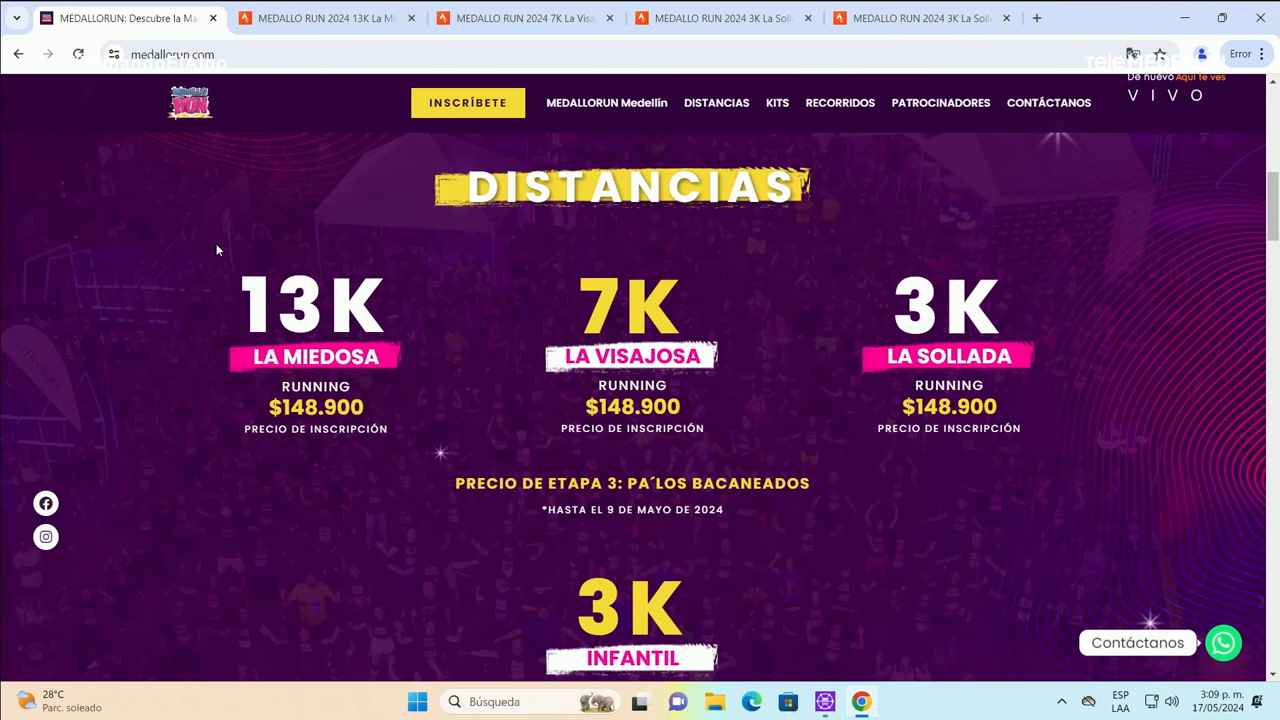 MEDALLORUN: Descubre la Ma
MEDALLO RUN 2024 13K La Mi
MEDALLO RUN 2024 7K La Visa
MEDALLO RUN 2024 3K La Soll
MEDALLO RUN 2024 3K La Soll
medallorun.com
Error
De nuevo Aquí te ves
VIVO
RUN
INSCRÍBETE
MEDALLORUN Medellín
DISTANCIAS
KITS
RECORRIDOS
PATROCINADORES
CONTÁCTANOS
DISTANCIAS
13K
LA MIEDOSA
RUNNING
$148.900
PRECIO DE INSCRIPCIÓN
7K
LA VISAJOSA
RUNNING
$148.900
PRECIO DE INSCRIPCIÓN
3K
LA SOLLADA
RUNNING
$148.900
PRECIO DE INSCRIPCIÓN
PRECIO DE ETAPA 3: PA´LOS BACANEADOS
*HASTA EL 9 DE MAYO DE 2024
3K
INFANTIL
Contáctanos
28°C
Parc. soleado
Búsqueda
ESP
LAA
3:09 p. m.
17/05/2024